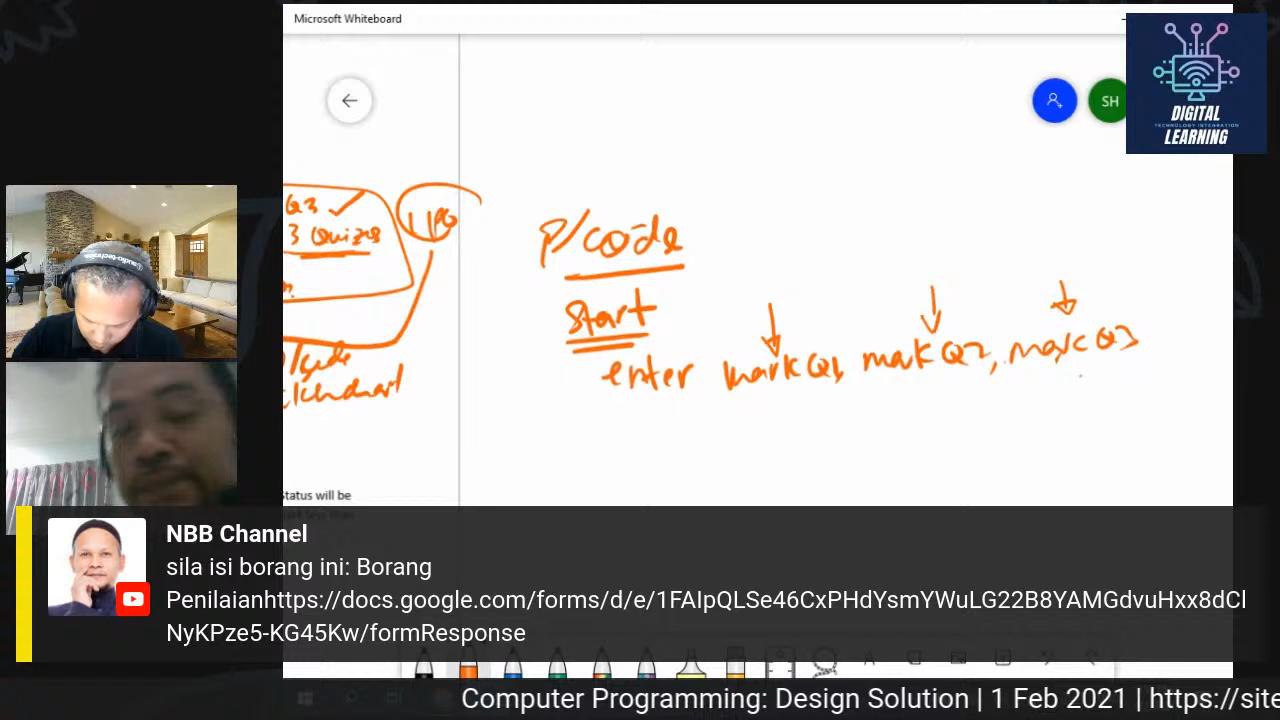 Microsoft Whiteboard
SH
DIGITAL
TECHNOLOGY INTEGRATION
LEARNING
Q3
3 Quizes
P/code
Start
enter markQ1, markQ2, markQ3
Status will be
NBB Channel
sila isi borang ini: Borang
Penilaianhttps://docs.google.com/forms/d/e/1FAIpQLSe46CxPHdYsmYWuLG22B8YAMGdvuHxx8dCl
NyKPze5-KG45Kw/formResponse
Computer Programming: Design Solution | 1 Feb 2021 | https://site